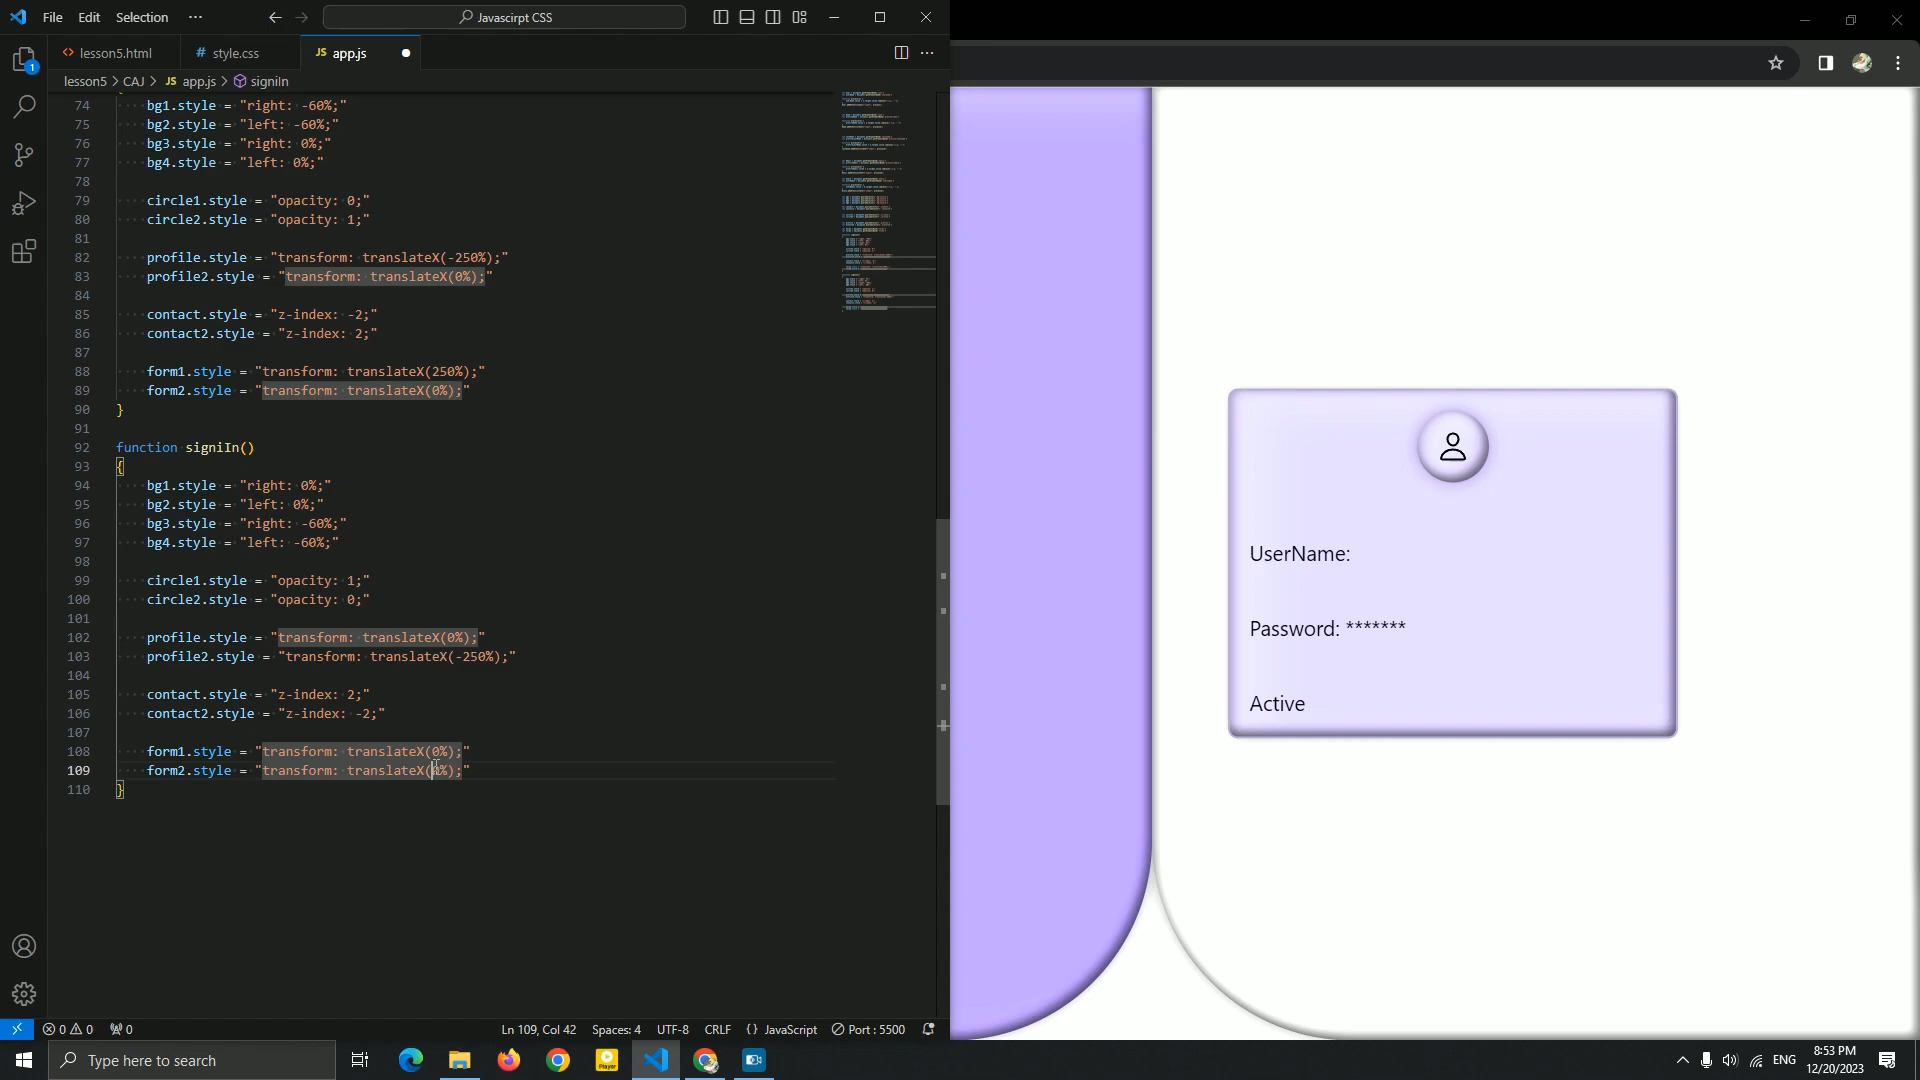 File Edit Selection ··· Javascirpt CSS
lesson5.html style.css JS app.js
lesson5 > CAJ > JS app.js > signiIn
74 bg1.style = "right: -60%;"
75 bg2.style = "left: -60%;"
76 bg3.style = "right: 0%;"
77 bg4.style = "left: 0%;"
78
79 circle1.style = "opacity: 0;"
80 circle2.style = "opacity: 1;"
81
82 profile.style = "transform: translateX(-250%);"
83 profile2.style = "transform: translateX(0%);"
84
85 contact.style = "z-index: -2;"
86 contact2.style = "z-index: 2;"
87
88 form1.style = "transform: translateX(250%);"
89 form2.style = "transform: translateX(0%);"
90 }
91
92 function signiIn()
93 {
94 bg1.style = "right: 0%;"
95 bg2.style = "left: 0%;"
96 bg3.style = "right: -60%;"
97 bg4.style = "left: -60%;"
98
99 circle1.style = "opacity: 1;"
100 circle2.style = "opacity: 0;"
101
102 profile.style = "transform: translateX(0%);"
103 profile2.style = "transform: translateX(-250%);"
104
105 contact.style = "z-index: 2;"
106 contact2.style = "z-index: -2;"
107
108 form1.style = "transform: translateX(0%);"
109 form2.style = "transform: translateX(0%);"
110 }
UserName:
Password: *******
Active
0 0 0 Ln 109, Col 42 Spaces: 4 UTF-8 CRLF {} JavaScript Port : 5500
Type here to search
ENG
8:53 PM
12/20/2023